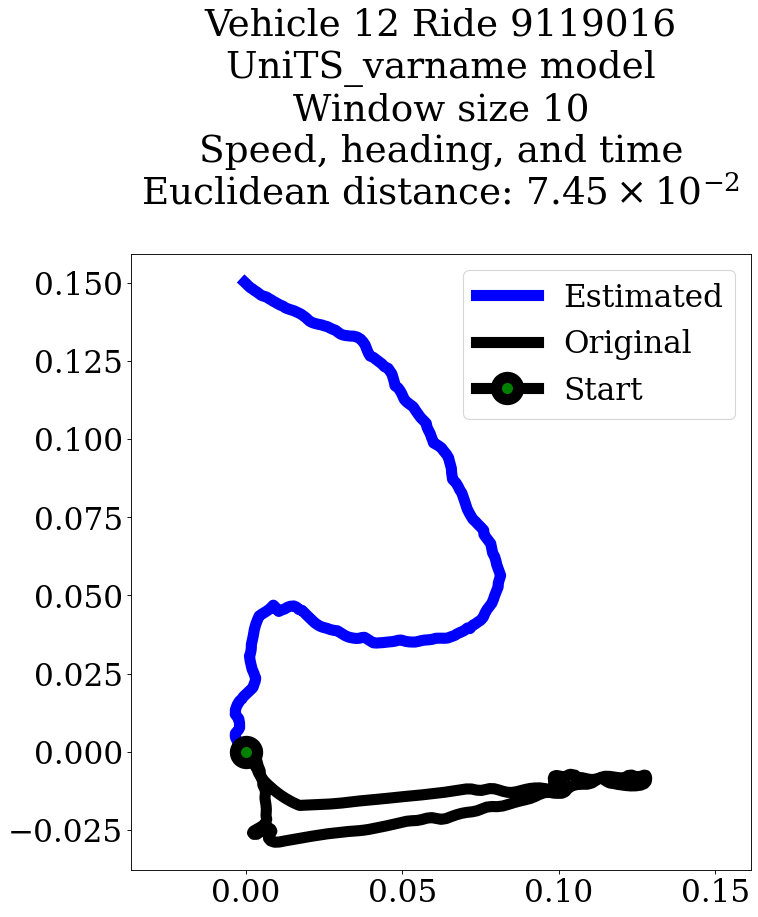 Vehicle 12 Ride 9119016
UniTS_varname model
Window size 10
Speed, heading, and time
Euclidean distance: 7.45 × 10⁻²
0.150
0.125
0.100
0.075
0.050
0.025
0.000
−0.025
Estimated
Original
Start
0.00
0.05
0.10
0.15